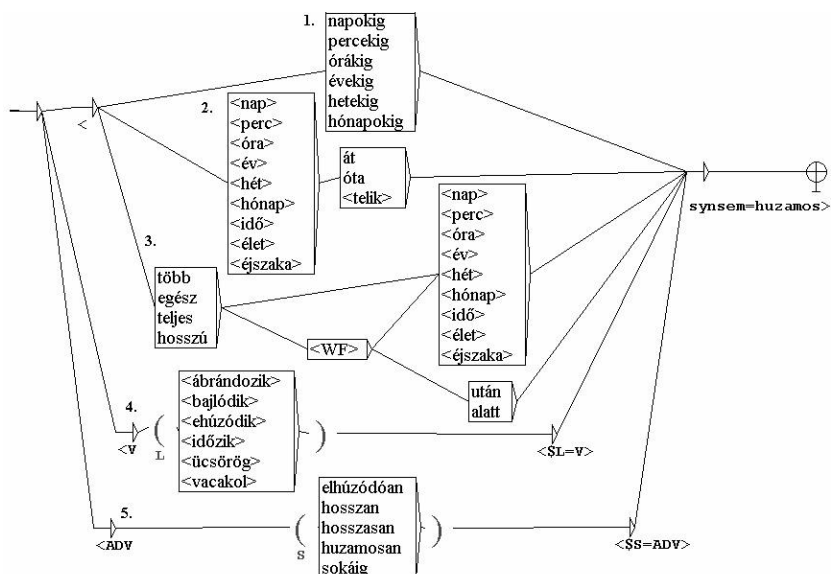 1.
napokig
percekig
órákig
évekig
hetekig
hónapokig
<
2.
<nap>
<perc>
<óra>
<év>
<hét>
<hónap>
<idő>
<élet>
<éjszaka>
át
óta
<telik>
<nap>
<perc>
<óra>
<év>
<hét>
<hónap>
<idő>
<élet>
<éjszaka>
synsem=huzamos>
3.
több
egész
teljes
hosszú
<WF>
után
alatt
4.
<V
(
L
<ábrándozik>
<bajlódik>
<ehúzódik>
<időzik>
<ücsörög>
<vacakol>
)
<$L=V>
5.
<ADV
(
S
elhúzódóan
hosszan
hosszasan
huzamosan
sokáig
)
<$S=ADV>